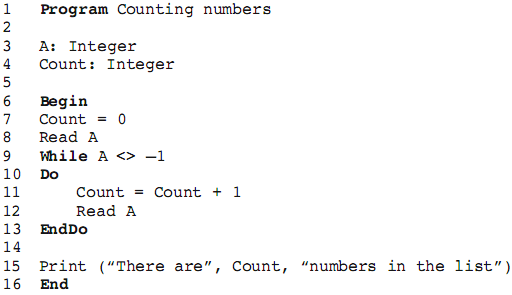 1 Program Counting numbers
2
3 A: Integer
4 Count: Integer
5
6 Begin
7 Count = 0
8 Read A
9 While A <> –1
10 Do
11 Count = Count + 1
12 Read A
13 EndDo
14
15 Print (“There are”, Count, “numbers in the list”)
16 End